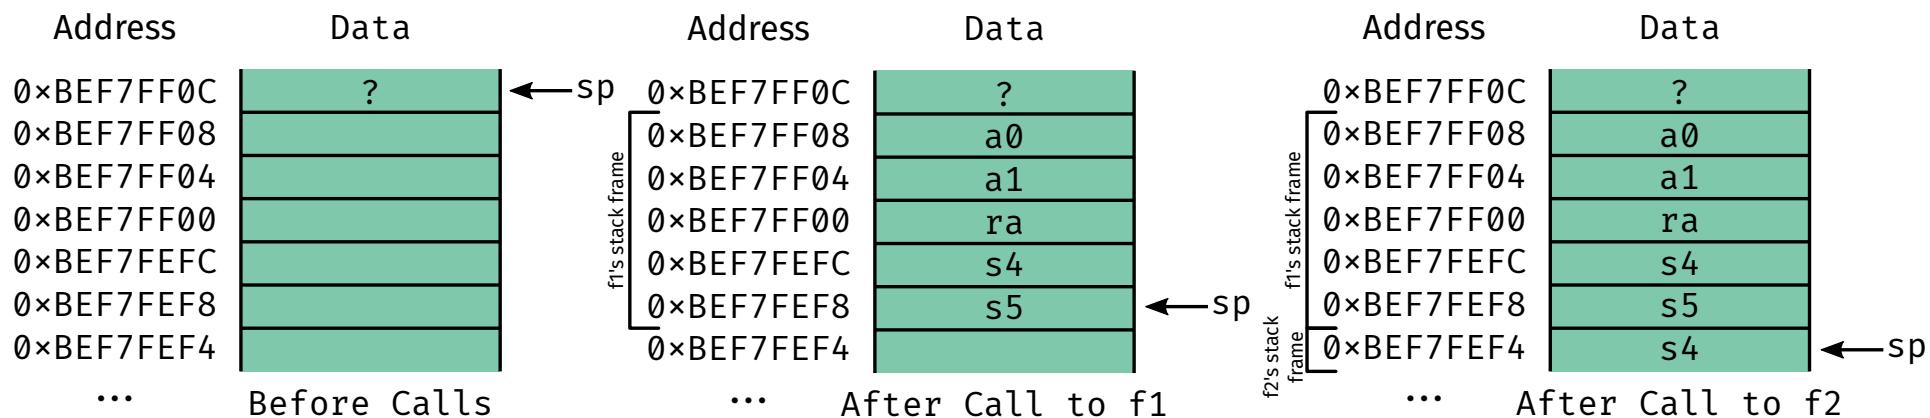 Address Data
0×BEF7FF0C ? sp
0×BEF7FF08
0×BEF7FF04
0×BEF7FF00
0×BEF7FEFC
0×BEF7FEF8
0×BEF7FEF4
...
Before Calls
Address Data
0×BEF7FF0C ?
0×BEF7FF08 a0
0×BEF7FF04 a1
0×BEF7FF00 ra
0×BEF7FEFC s4
0×BEF7FEF8 s5 sp
0×BEF7FEF4
f1's stack frame
...
After Call to f1
Address Data
0×BEF7FF0C ?
0×BEF7FF08 a0
0×BEF7FF04 a1
0×BEF7FF00 ra
0×BEF7FEFC s4
0×BEF7FEF8 s5
0×BEF7FEF4 s4 sp
f1's stack frame
f2's stack
frame
...
After Call to f2